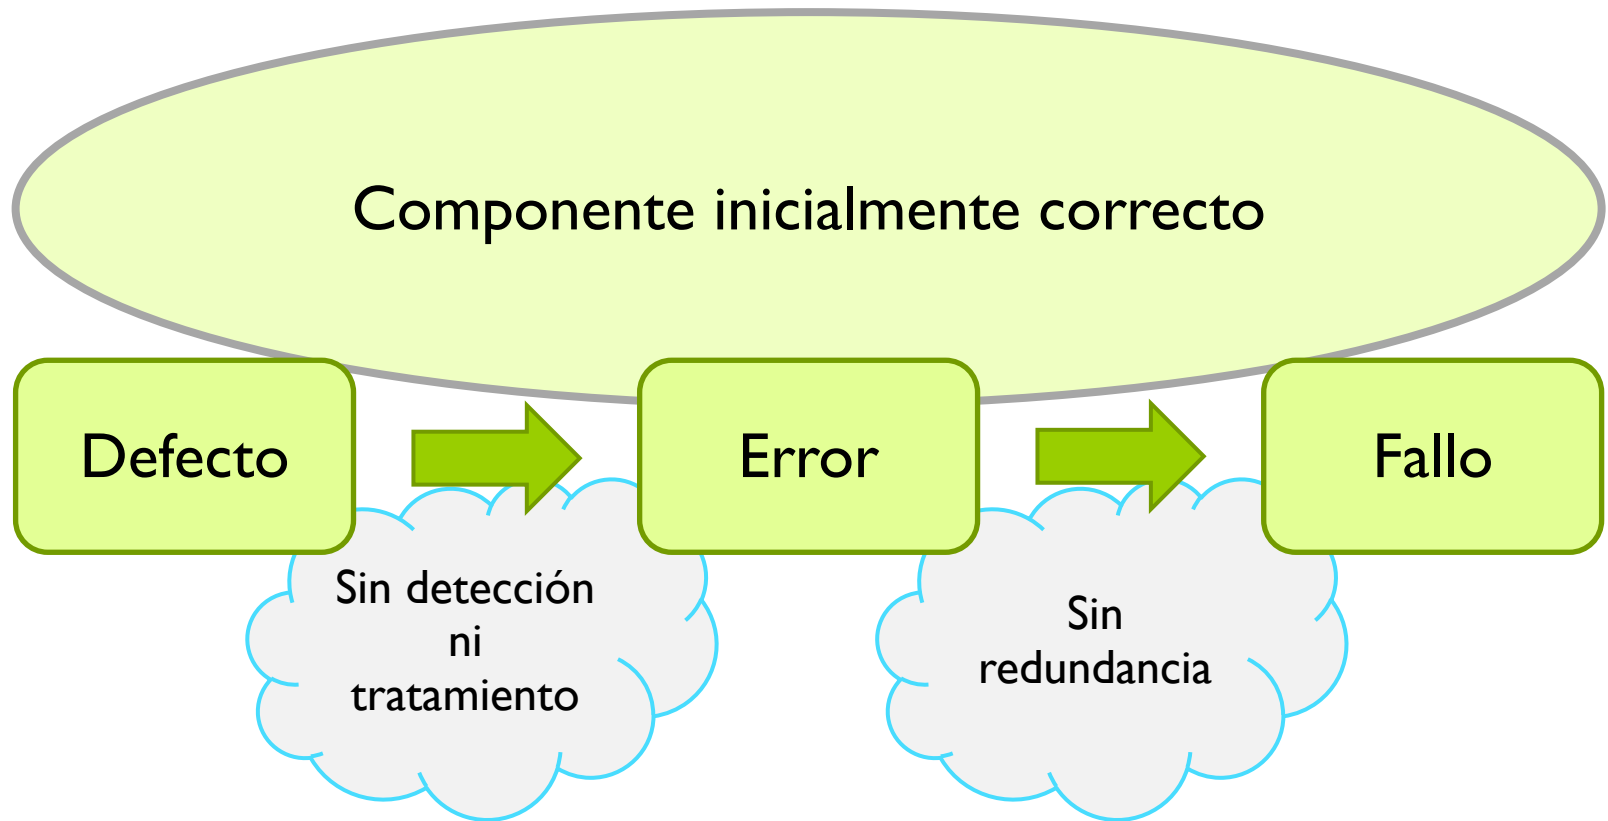 Componente inicialmente correcto
Defecto
Error
Fallo
Sin detección
ni
tratamiento
Sin
redundancia